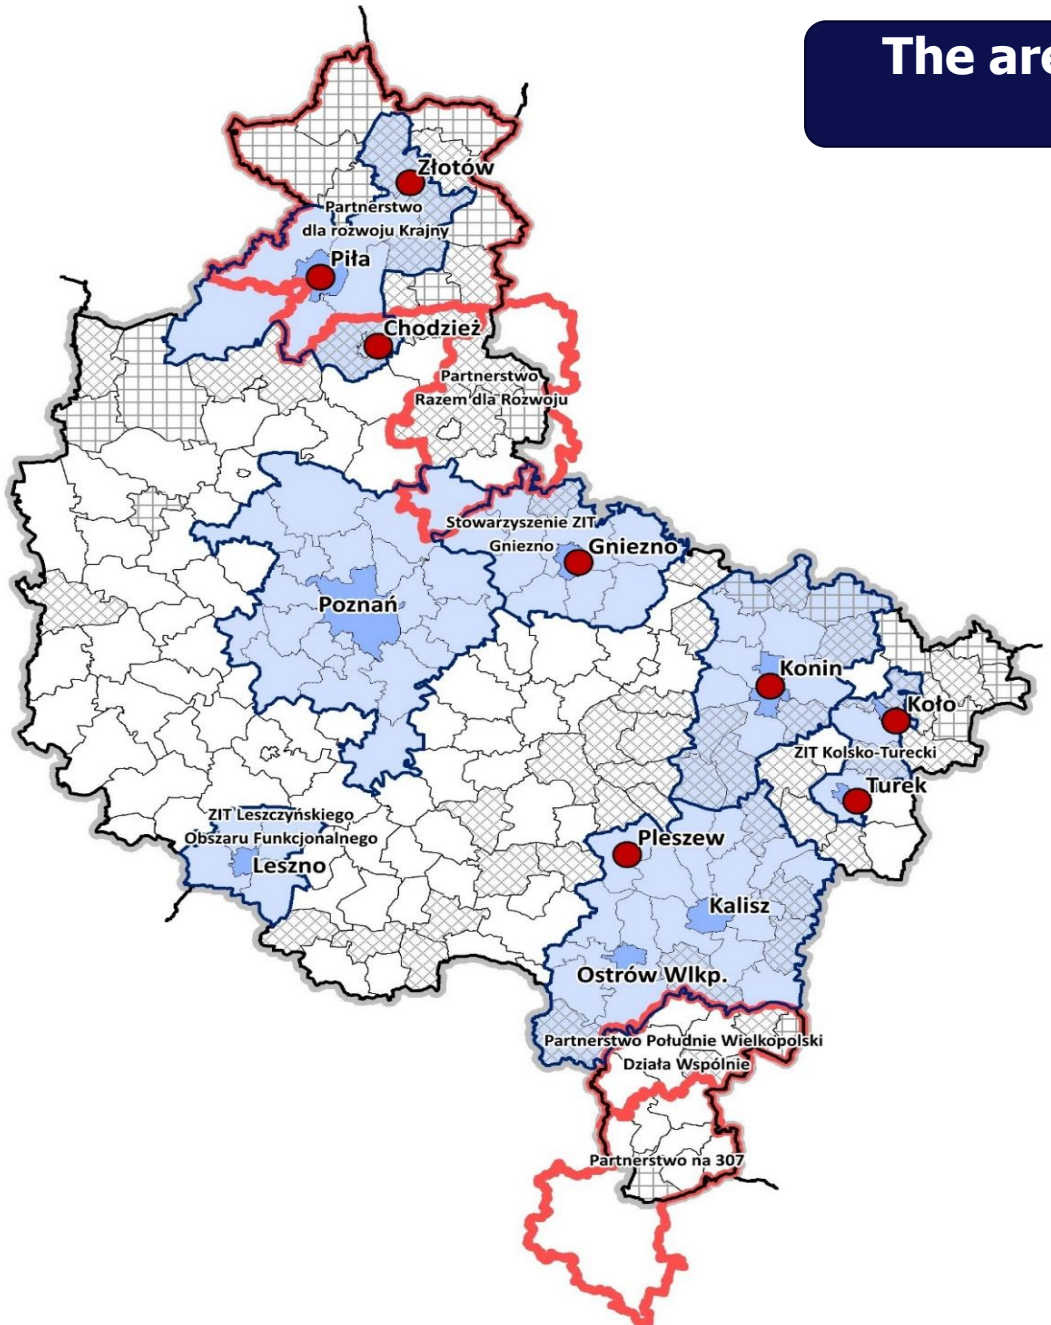 The are
Złotów
Partnerstwo
dla rozwoju Krajny
Piła
Chodzież
Partnerstwo
Razem dla Rozwoju
Stowarzyszenie ZIT
Gniezno
Gniezno
Poznań
Konin
Koło
ZIT Kolsko-Turecki
Turek
ZIT Leszczyńskiego
Obszaru Funkcjonalnego
Leszno
Pleszew
Kalisz
Ostrów Wlkp.
Partnerstwo Południe Wielkopolski
Działa Wspólnie
Partnerstwo na 307